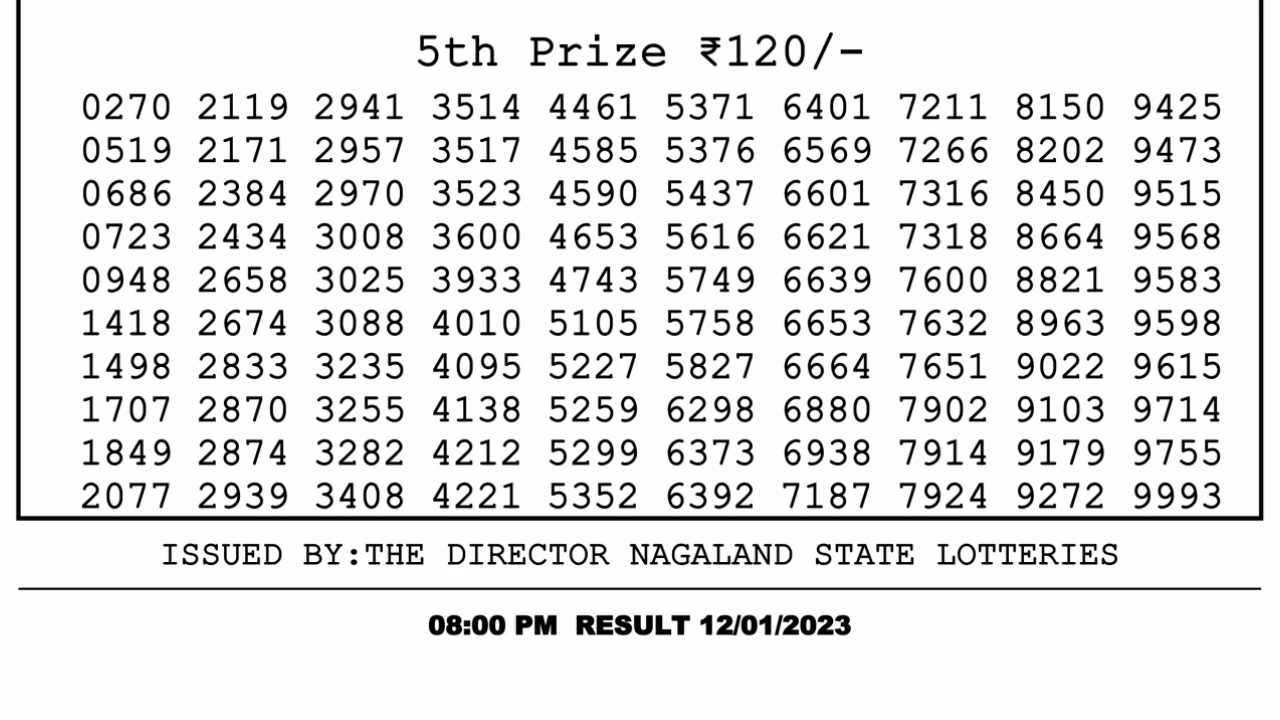 5th Prize ₹120/-
0270 2119 2941 3514 4461 5371 6401 7211 8150 9425
0519 2171 2957 3517 4585 5376 6569 7266 8202 9473
0686 2384 2970 3523 4590 5437 6601 7316 8450 9515
0723 2434 3008 3600 4653 5616 6621 7318 8664 9568
0948 2658 3025 3933 4743 5749 6639 7600 8821 9583
1418 2674 3088 4010 5105 5758 6653 7632 8963 9598
1498 2833 3235 4095 5227 5827 6664 7651 9022 9615
1707 2870 3255 4138 5259 6298 6880 7902 9103 9714
1849 2874 3282 4212 5299 6373 6938 7914 9179 9755
2077 2939 3408 4221 5352 6392 7187 7924 9272 9993
ISSUED BY:THE DIRECTOR NAGALAND STATE LOTTERIES
08:00 PM RESULT 12/01/2023